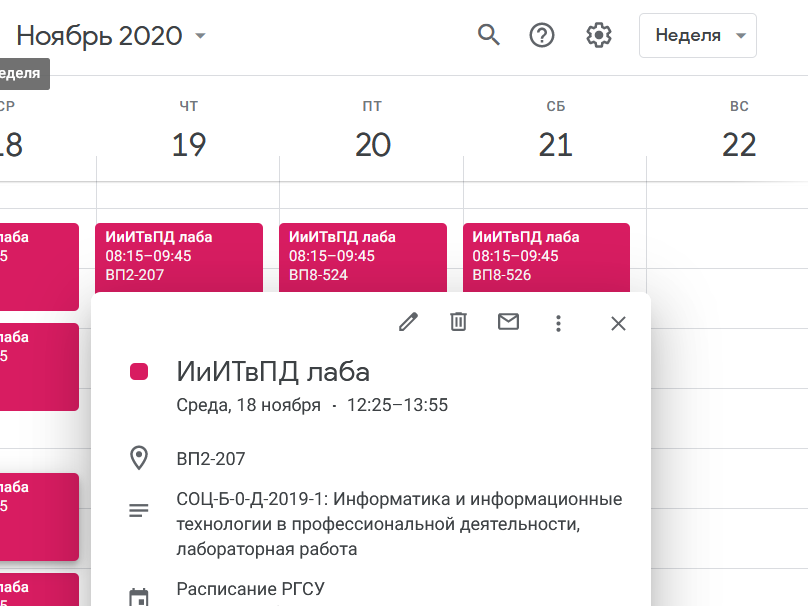 Ноябрь 2020
Неделя
еделя
СР
ЧТ
ПТ
СБ
ВС
18
19
20
21
22
лаба
5
ИиИТвПД лаба
08:15–09:45
ВП2-207
ИиИТвПД лаба
08:15–09:45
ВП8-524
ИиИТвПД лаба
08:15–09:45
ВП8-526
лаба
5
лаба
5
лаба
ИиИТвПД лаба
Среда, 18 ноября · 12:25–13:55
ВП2-207
СОЦ-Б-0-Д-2019-1: Информатика и информационные
технологии в профессиональной деятельности,
лабораторная работа
Расписание РГСУ